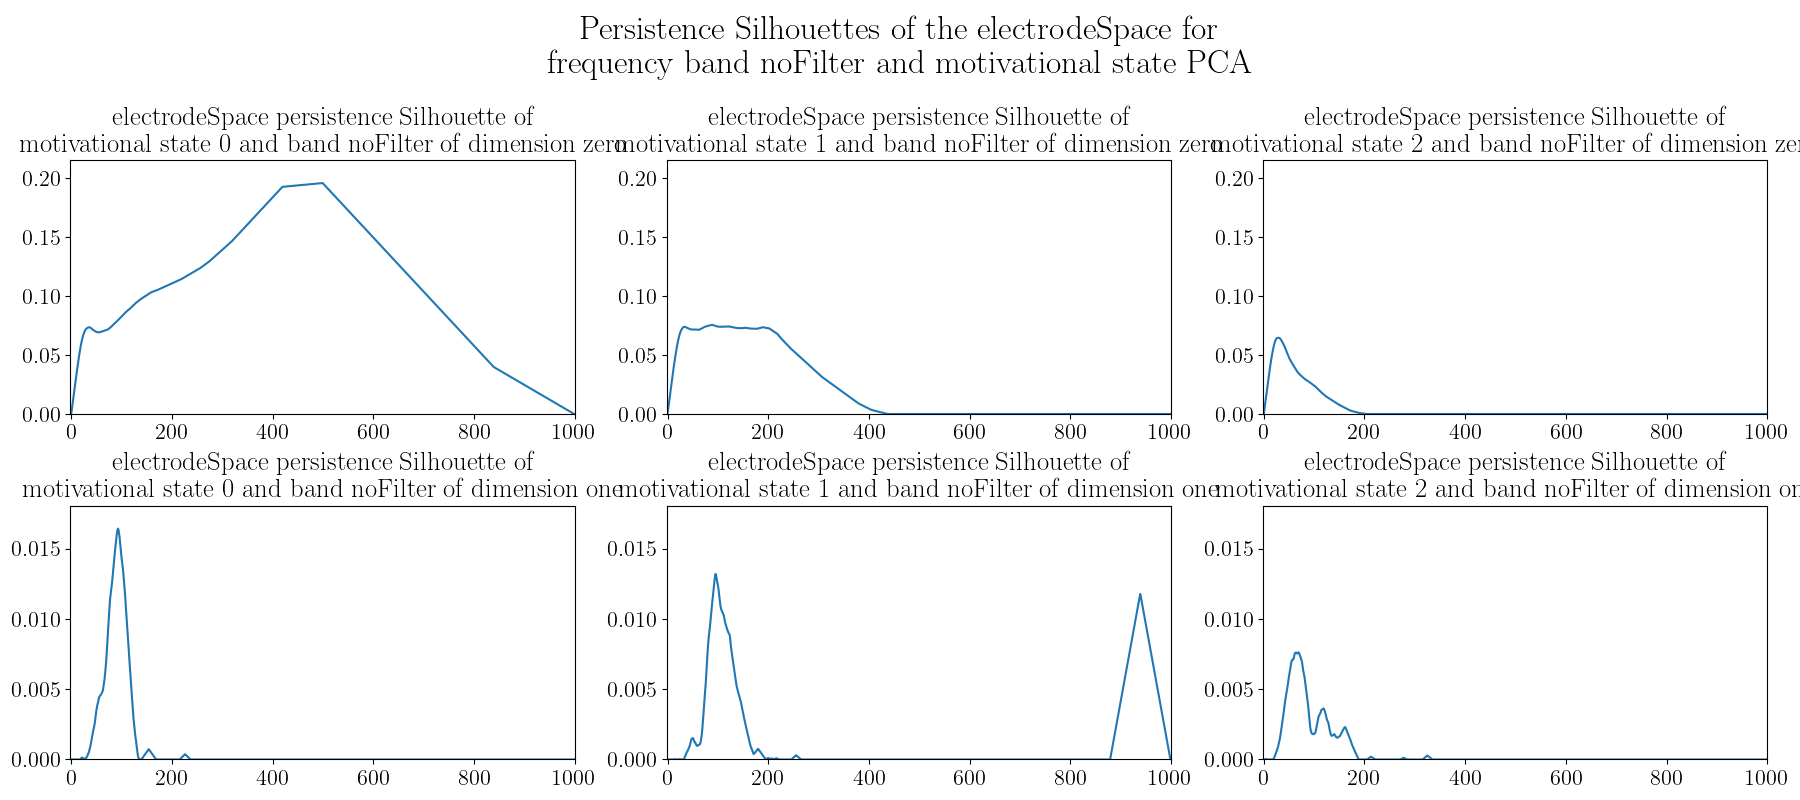 Persistence Silhouettes of the electrodeSpace for
frequency band noFilter and motivational state PCA
electrodeSpace persistence Silhouette of
motivational state 0 and band noFilter of dimension zero
electrodeSpace persistence Silhouette of
motivational state 1 and band noFilter of dimension zero
electrodeSpace persistence Silhouette of
motivational state 2 and band noFilter of dimension zer
0.20
0.15
0.10
0.05
0.00
0 200 400 600 800 1000
0.20
0.15
0.10
0.05
0.00
0 200 400 600 800 1000
0.20
0.15
0.10
0.05
0.00
0 200 400 600 800 1000
electrodeSpace persistence Silhouette of
motivational state 0 and band noFilter of dimension one
electrodeSpace persistence Silhouette of
motivational state 1 and band noFilter of dimension one
electrodeSpace persistence Silhouette of
motivational state 2 and band noFilter of dimension on
0.015
0.010
0.005
0.000
0 200 400 600 800 1000
0.015
0.010
0.005
0.000
0 200 400 600 800 1000
0.015
0.010
0.005
0.000
0 200 400 600 800 1000